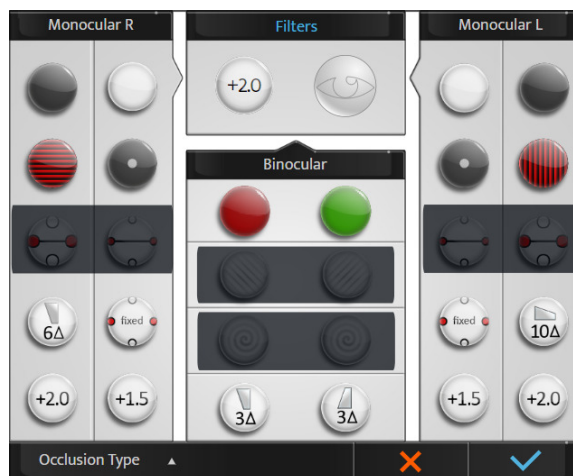 Monocular R
Filters
Monocular L
+2.0
Binocular
6Δ
fixed
fixed
10Δ
+2.0
+1.5
3Δ
3Δ
+1.5
+2.0
Occlusion Type